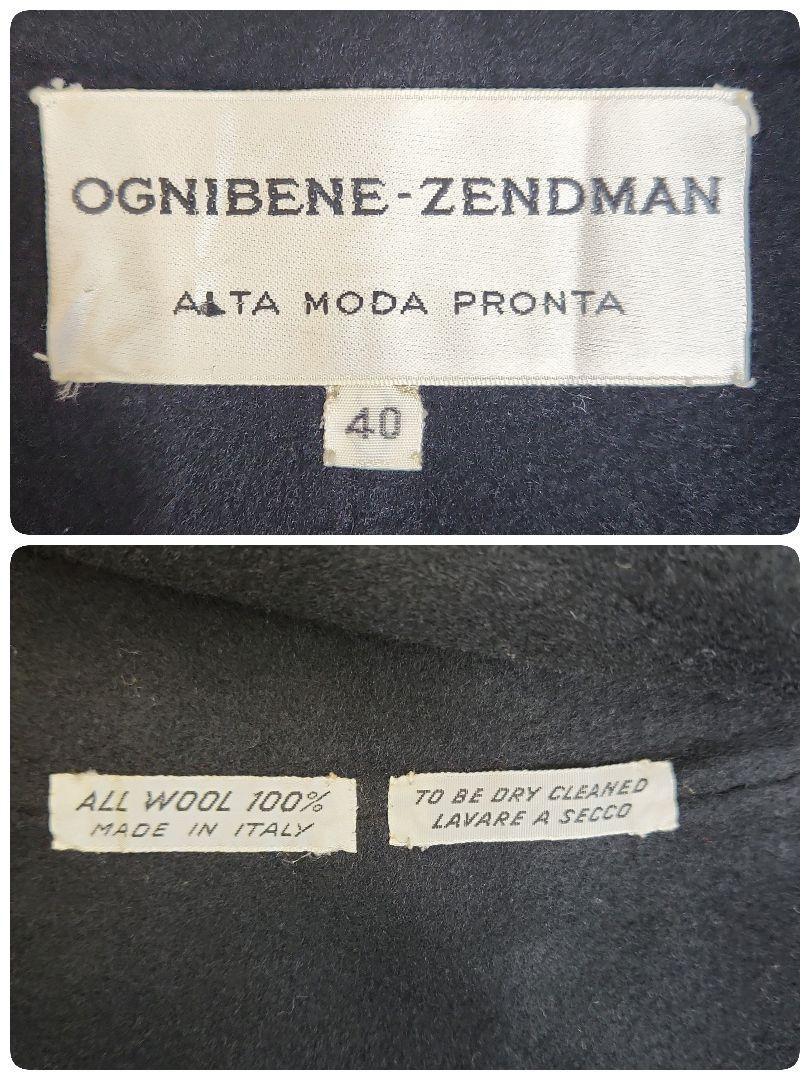 OGNIBENE-ZENDMAN
ALTA MODA PRONTA
40
ALL WOOL 100%
MADE IN ITALY
TO BE DRY CLEANED
LAVARE A SECCO